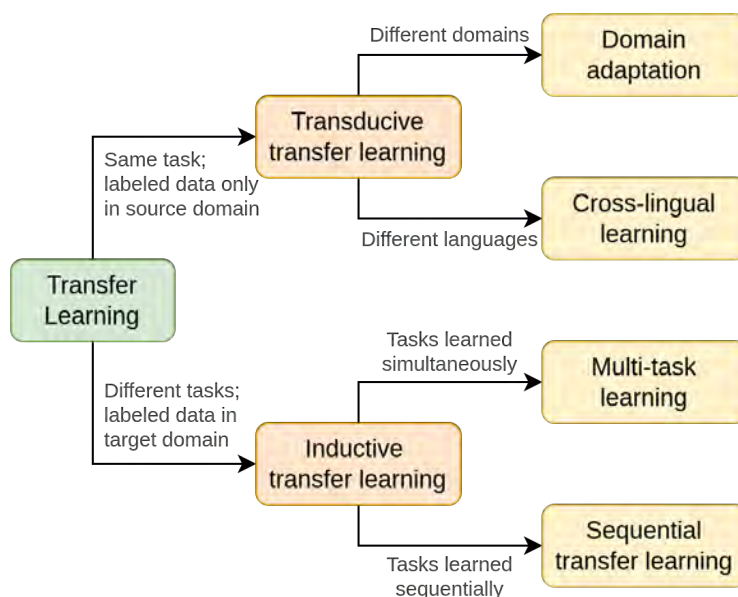 Different domains
Domain
adaptation
Transducive
transfer learning
Same task;
labeled data only
in source domain
Cross-lingual
learning
Different languages
Transfer
Learning
Tasks learned
simultaneously
Multi-task
learning
Different tasks;
labeled data in
target domain
Inductive
transfer learning
Sequential
transfer learning
Tasks learned
sequentially